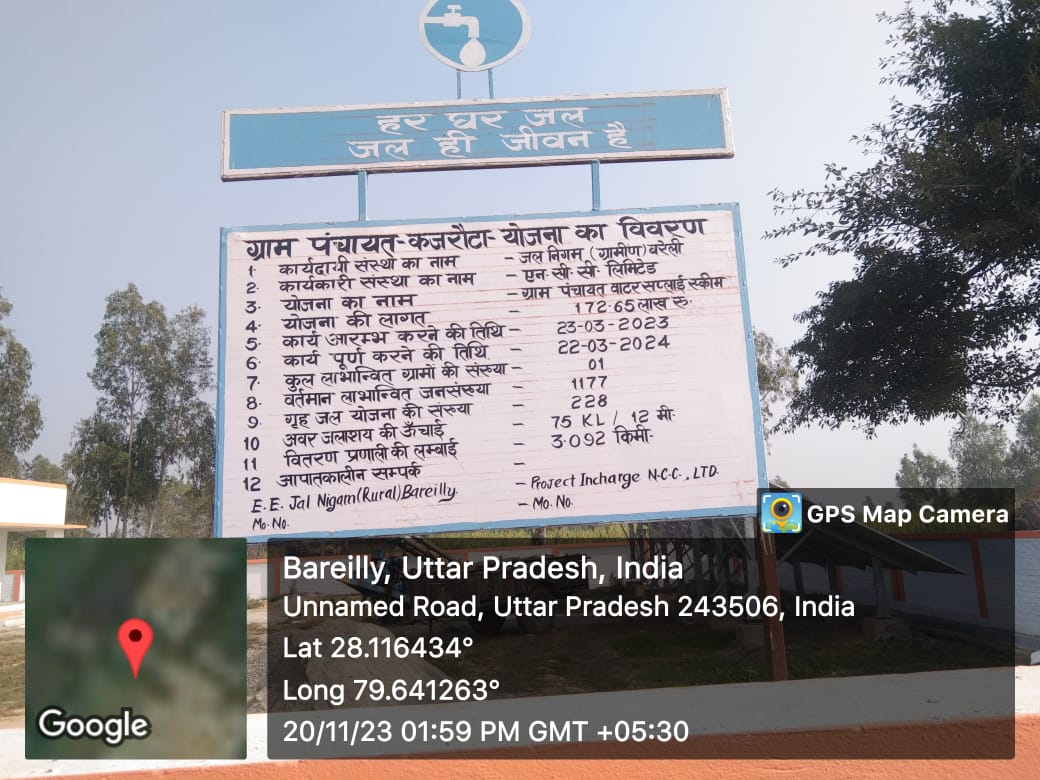 हर घर जल
जल ही जीवन है
ग्राम पंचायत-कजरौटा-योजना का विवरण
1. कार्यदायी संस्था का नाम - जल निगम (ग्रामीण) बरेली
2. कार्यकारी संस्था का नाम - एन॰सी॰सी॰ लिमिटेड
3. योजना का नाम - ग्राम पंचायत वाटर सप्लाई स्कीम
4. योजना की लागत - 172.65 लाख रु.
5. कार्य आरम्भ करने की तिथि - 23-03-2023
6. कार्य पूर्ण करने की तिथि - 22-03-2024
7. कुल लाभान्वित ग्रामों की संख्या - 01
8. वर्तमान लाभान्वित जनसंख्या - 1177
9. गृह जल योजना की संख्या - 228
10 अवर जलाशय की ऊँचाई - 75 KL / 12 मी.
11 वितरण प्रणाली की लम्बाई - 3.092 किमी.
12 आपातकालीन सम्पर्क -
E.E. Jal Nigam(Rural)Bareilly. - Project Incharge N.C.C., LTD.
Mo. No. - Mo. No.
GPS Map Camera
Bareilly, Uttar Pradesh, India
Unnamed Road, Uttar Pradesh 243506, India
Lat 28.116434°
Long 79.641263°
20/11/23 01:59 PM GMT +05:30
Google